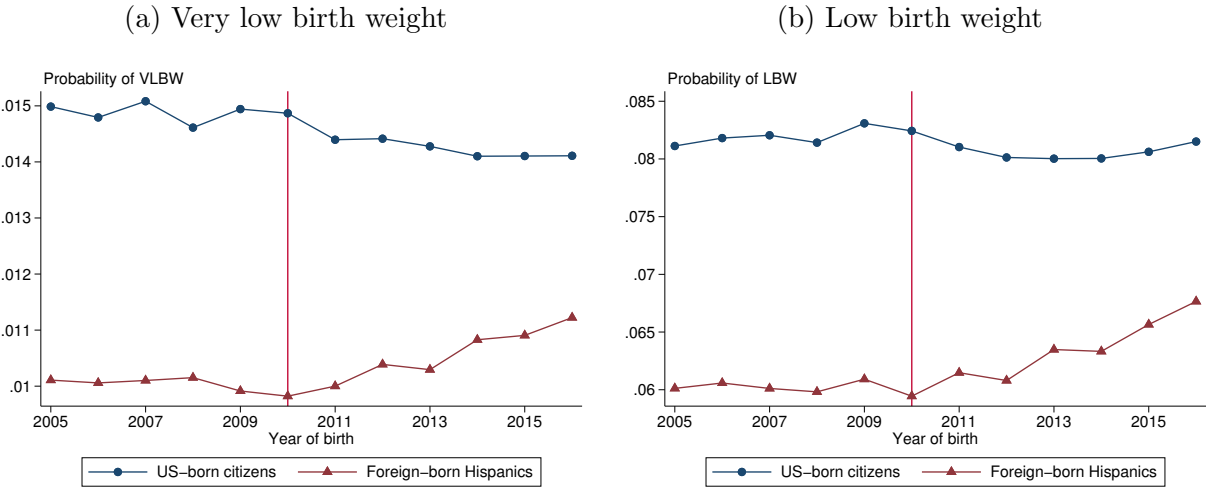 (a) Very low birth weight
Probability of VLBW
.015
.014
.013
.012
.011
.01
2005 2007 2009 2011 2013 2015
Year of birth
US−born citizens Foreign−born Hispanics
(b) Low birth weight
Probability of LBW
.085
.08
.075
.07
.065
.06
2005 2007 2009 2011 2013 2015
Year of birth
US−born citizens Foreign−born Hispanics